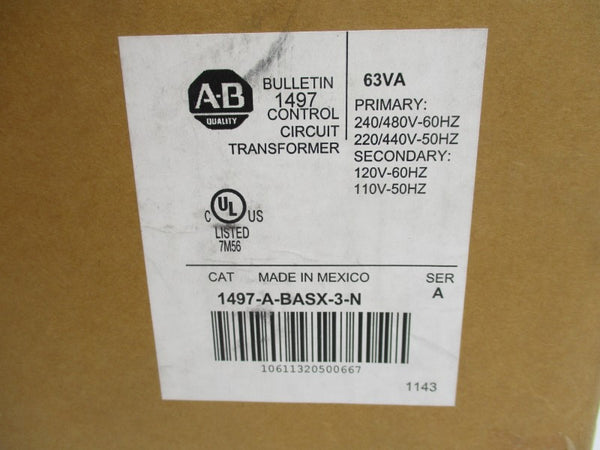 A-B
QUALITY
BULLETIN
1497
CONTROL
CIRCUIT
TRANSFORMER
63VA
PRIMARY:
240/480V-60HZ
220/440V-50HZ
SECONDARY:
120V-60HZ
110V-50HZ
C UL US
LISTED
7M56
CAT MADE IN MEXICO SER
1497-A-BASX-3-N A
10611320500667
1143